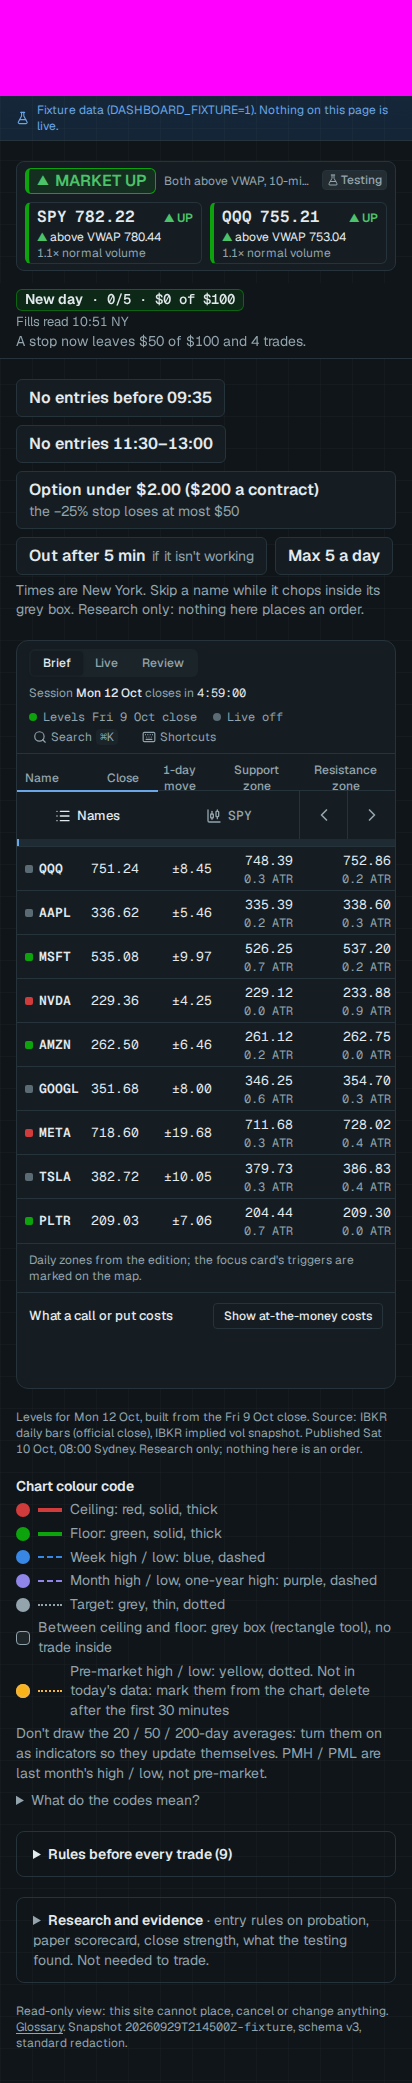 Fixture data (DASHBOARD_FIXTURE=1). Nothing on this page is
live.
▲ MARKET UP Both above VWAP, 10-mi… Testing
SPY 782.22 ▲ UP QQQ 755.21 ▲ UP
▲ above VWAP 780.44 ▲ above VWAP 753.04
1.1× normal volume 1.1× normal volume
New day · 0/5 · $0 of $100
Fills read 10:51 NY
A stop now leaves $50 of $100 and 4 trades.
No entries before 09:35
No entries 11:30–13:00
Option under $2.00 ($200 a contract)
the −25% stop loses at most $50
Out after 5 min if it isn't working Max 5 a day
Times are New York. Skip a name while it chops inside its
grey box. Research only: nothing here places an order.
Brief Live Review
Session Mon 12 Oct closes in 4:59:00
Levels Fri 9 Oct close Live off
Search ⌘K Shortcuts
Name Close 1-day move Support zone Resistance zone
Names SPY
QQQ 751.24 ±8.45 748.39 752.86
0.3 ATR 0.2 ATR
AAPL 336.62 ±5.46 335.39 338.60
0.2 ATR 0.3 ATR
MSFT 535.08 ±9.97 526.25 537.20
0.7 ATR 0.2 ATR
NVDA 229.36 ±4.25 229.12 233.88
0.0 ATR 0.9 ATR
AMZN 262.50 ±6.46 261.12 262.75
0.2 ATR 0.0 ATR
GOOGL 351.68 ±8.00 346.25 354.70
0.6 ATR 0.3 ATR
META 718.60 ±19.68 711.68 728.02
0.3 ATR 0.4 ATR
TSLA 382.72 ±10.05 379.73 386.83
0.3 ATR 0.4 ATR
PLTR 209.03 ±7.06 204.44 209.30
0.7 ATR 0.0 ATR
Daily zones from the edition; the focus card's triggers are
marked on the map.
What a call or put costs Show at-the-money costs
Levels for Mon 12 Oct, built from the Fri 9 Oct close. Source: IBKR
daily bars (official close), IBKR implied vol snapshot. Published Sat
10 Oct, 08:00 Sydney. Research only; nothing here is an order.
Chart colour code
Ceiling: red, solid, thick
Floor: green, solid, thick
Week high / low: blue, dashed
Month high / low, one-year high: purple, dashed
Target: grey, thin, dotted
Between ceiling and floor: grey box (rectangle tool), no
trade inside
Pre-market high / low: yellow, dotted. Not in
today's data: mark them from the chart, delete
after the first 30 minutes
Don't draw the 20 / 50 / 200-day averages: turn them on
as indicators so they update themselves. PMH / PML are
last month's high / low, not pre-market.
▶ What do the codes mean?
▶ Rules before every trade (9)
▶ Research and evidence · entry rules on probation,
paper scorecard, close strength, what the testing
found. Not needed to trade.
Read-only view: this site cannot place, cancel or change anything.
Glossary. Snapshot 20260929T214500Z-fixture, schema v3,
standard redaction.